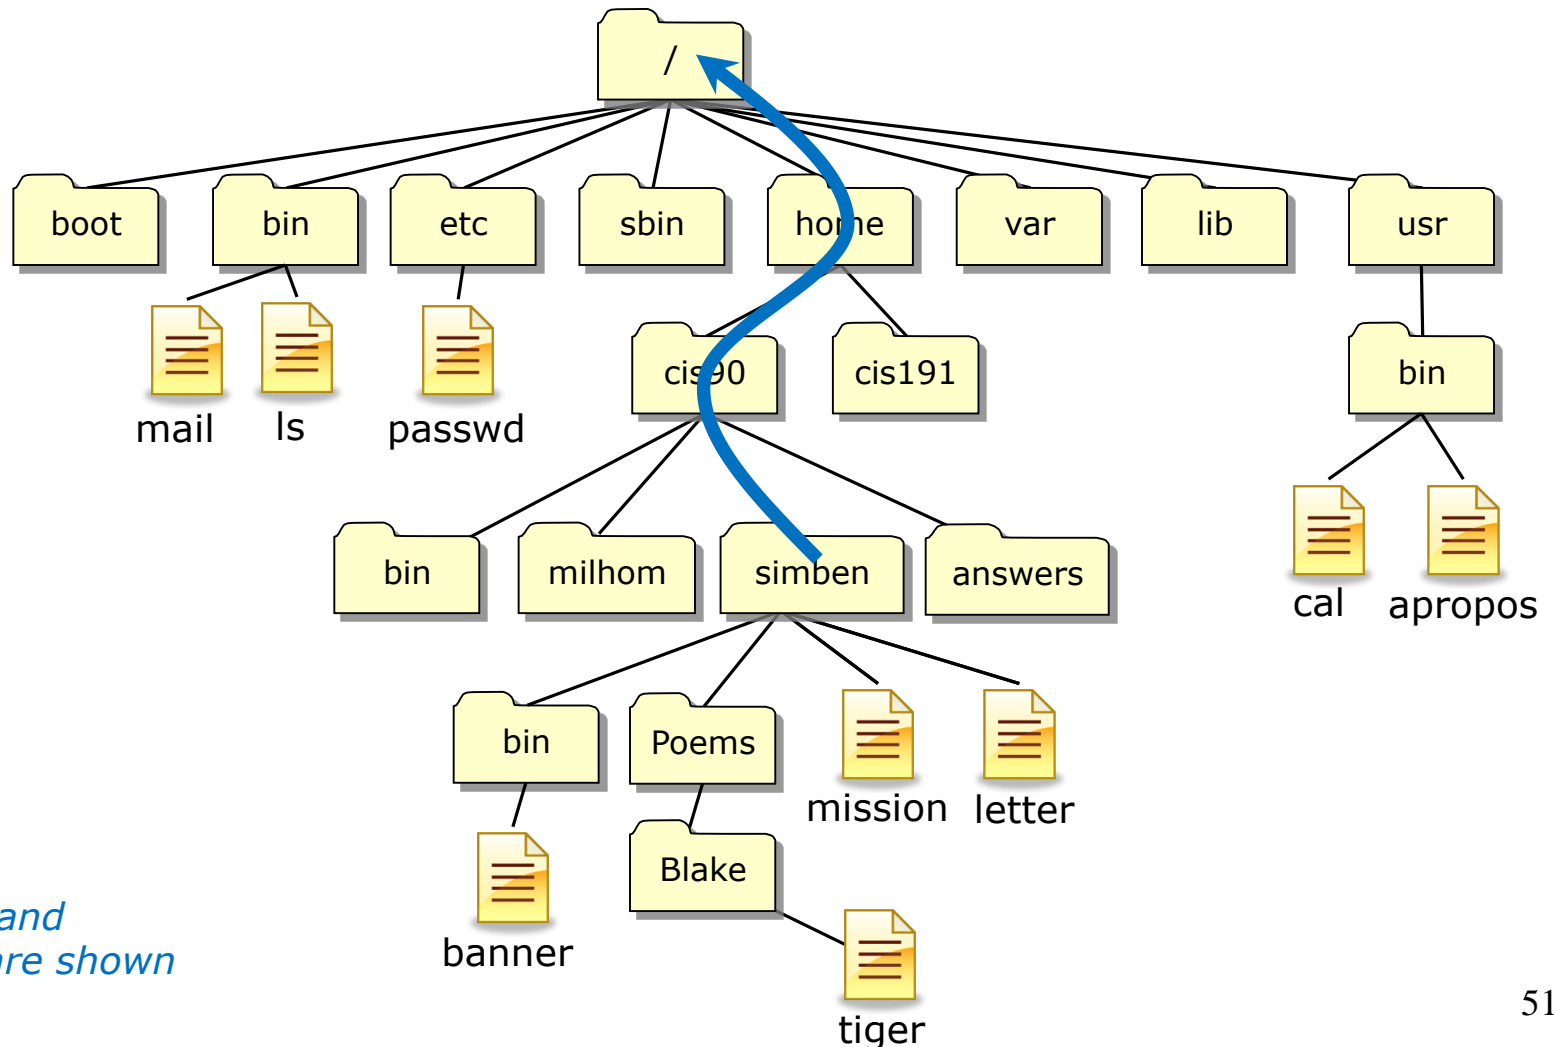 /
boot bin etc sbin home var lib usr
mail ls passwd
cis90 cis191 bin
bin milhom simben answers
cal apropos
bin Poems
mission letter
Blake
banner
and
are shown
tiger
51